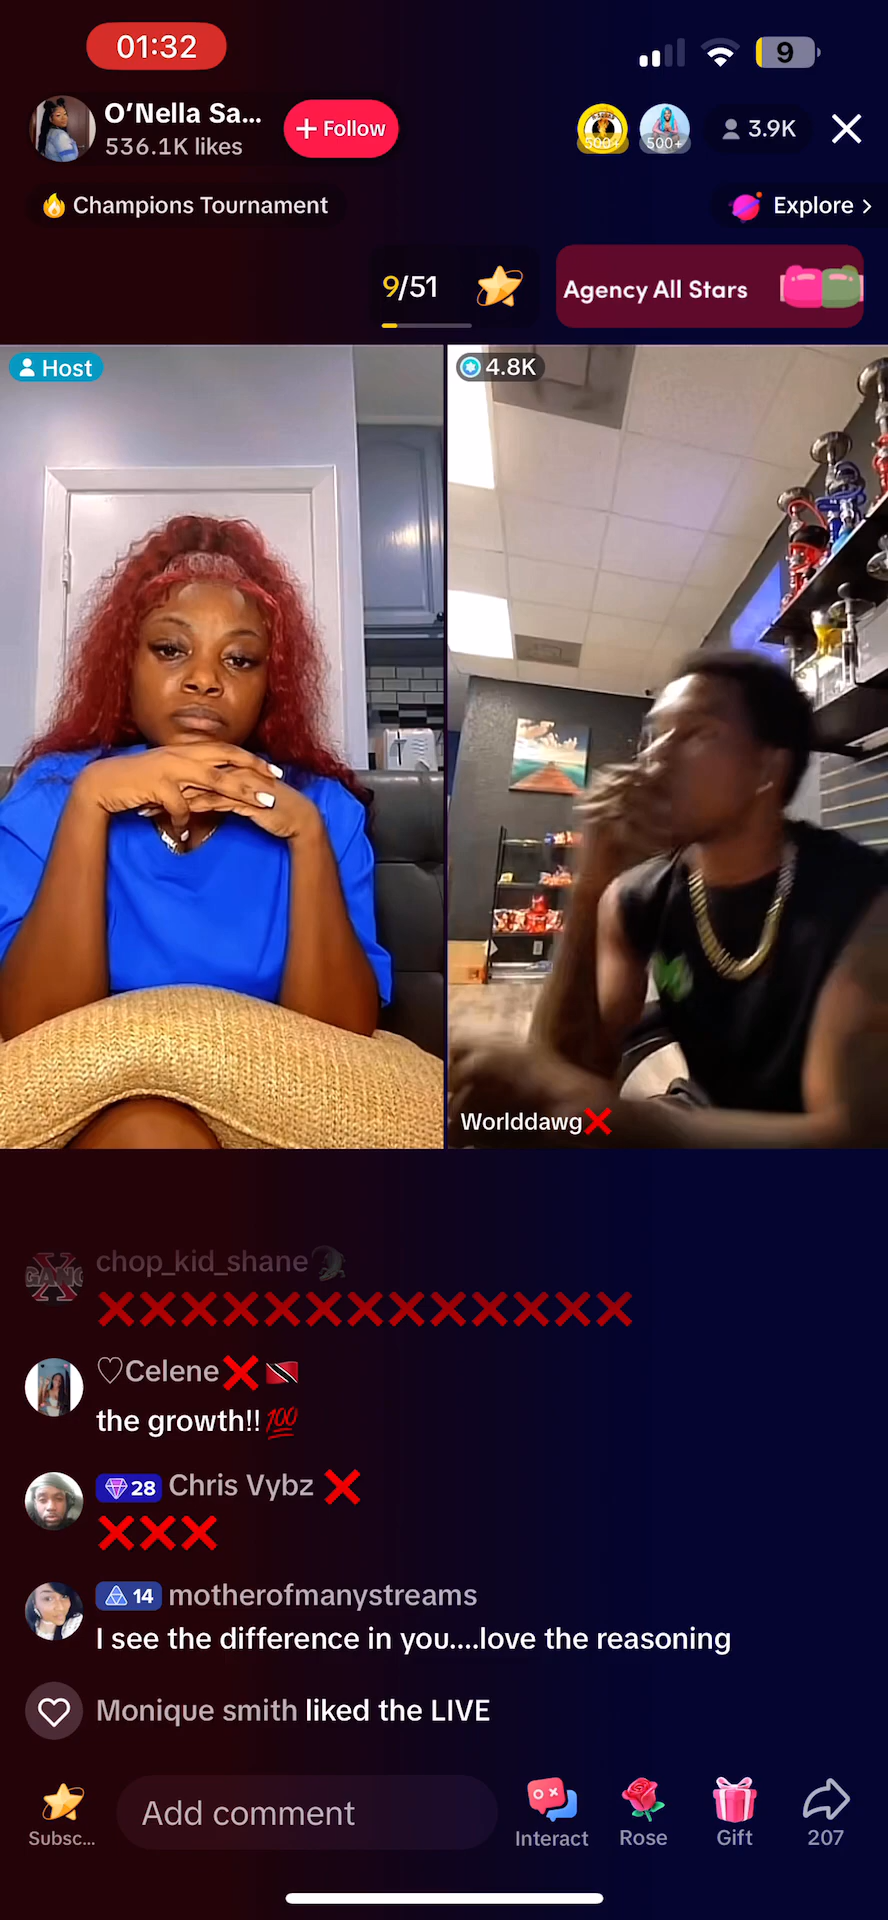 01:32
9
O’Nella Sa...
536.1K likes
+ Follow
500+
500+
3.9K
🔥 Champions Tournament
Explore >
9/51
Agency All Stars
Host
4.8K
Worlddawg❌
chop_kid_shane🐊
❌❌❌❌❌❌❌❌❌❌❌❌❌
♡Celene❌🇹🇹
the growth!!💯
28 Chris Vybz ❌
❌❌❌
14 motherofmanystreams
I see the difference in you....love the reasoning
Monique smith liked the LIVE
Subsc...
Add comment
Interact
Rose
Gift
207